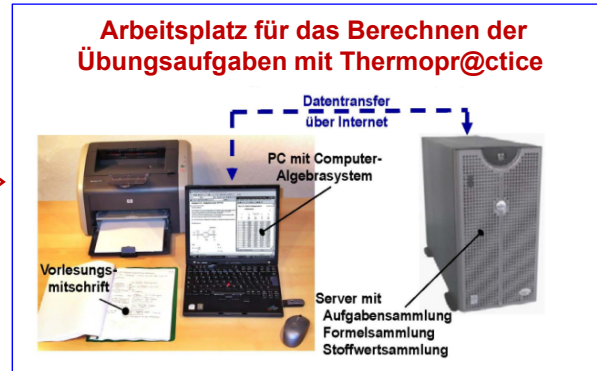 Arbeitsplatz für das Berechnen der
Übungsaufgaben mit Thermopr@ctice
Datentransfer
über Internet
PC mit Computer-
Algebrasystem
Vorlesungs-
mitschrift
Server mit
Aufgabensammlung
Formelsammlung
Stoffwertsammlung